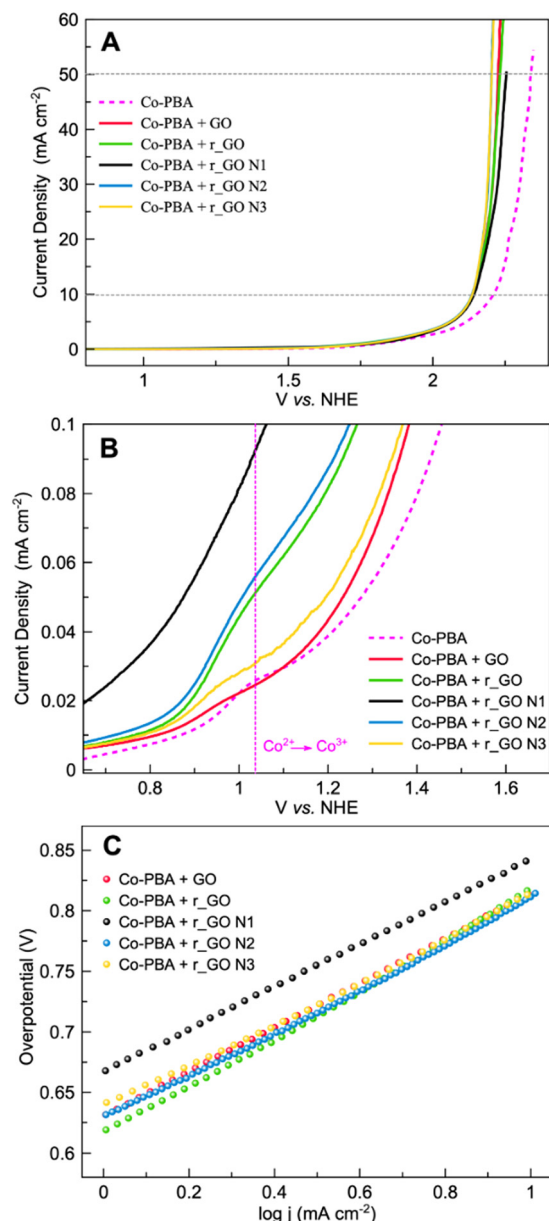 A
60
50
40
30
20
10
0
Current Density (mA cm⁻²)
Co-PBA
Co-PBA + GO
Co-PBA + r_GO
Co-PBA + r_GO N1
Co-PBA + r_GO N2
Co-PBA + r_GO N3
1
1.5
2
V vs. NHE
B
0.1
0.08
0.06
0.04
0.02
0
Current Density (mA cm⁻²)
Co-PBA
Co-PBA + GO
Co-PBA + r_GO
Co-PBA + r_GO N1
Co-PBA + r_GO N2
Co-PBA + r_GO N3
Co²⁺→ Co³⁺
0.8
1
1.2
1.4
1.6
V vs. NHE
C
0.85
0.8
0.75
0.7
0.65
0.6
Overpotential (V)
Co-PBA + GO
Co-PBA + r_GO
Co-PBA + r_GO N1
Co-PBA + r_GO N2
Co-PBA + r_GO N3
0
0.2
0.4
0.6
0.8
1
log j (mA cm⁻²)